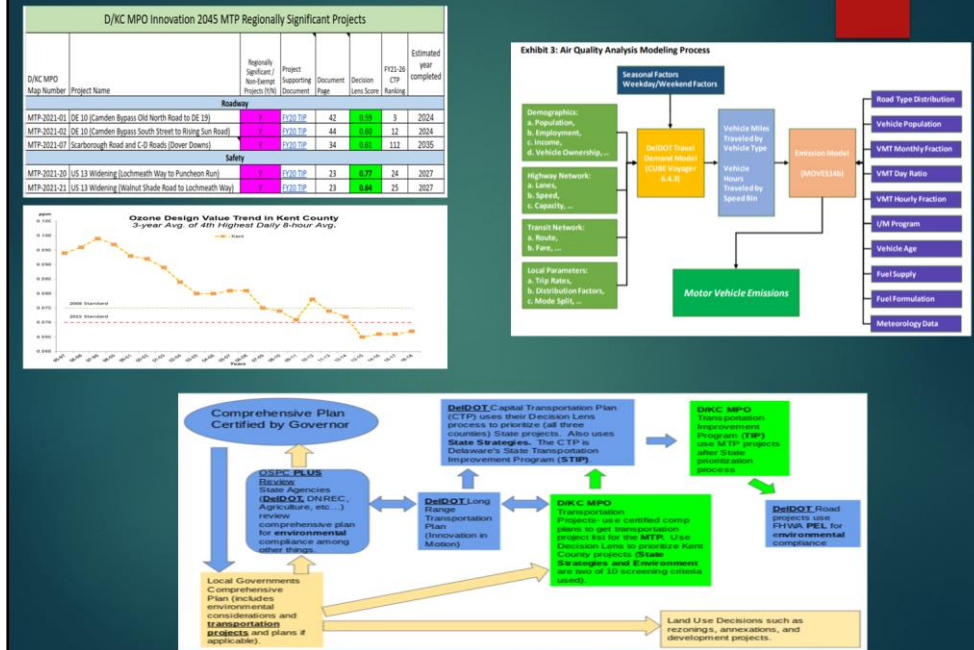 D/KC MPO Innovation 2045 MTP Regionally Significant Projects
D/KC MPO
Map Number
Project Name
Regionally
Significant /
Non-Exempt
Projects (Y/N)
Project
Supporting
Document
Document
Page
Decision
Lens Score
FY21-26
CTP
Ranking
Estimated
year
completed
Roadway
MTP-2021-01 DE 10 (Camden Bypass Old North Road to DE 19) Y FY20 TIP 42 0.59 3 2024
MTP-2021-02 DE 10 (Camden Bypass South Street to Rising Sun Road) Y FY20 TIP 44 0.60 12 2024
MTP-2021-07 Scarborough Road and C-D Roads (Dover Downs) Y FY20 TIP 34 0.61 112 2035
Safety
MTP-2021-20 US 13 Widening (Lochmeath Way to Puncheon Run) Y FY20 TIP 23 0.77 24 2027
MTP-2021-21 US 13 Widening (Walnut Shade Road to Lochmeath Way) Y FY20 TIP 23 0.64 25 2027
Ozone Design Value Trend in Kent County
3-year Avg. of 4th Highest Daily 8-hour Avg.
Kent
ppm
2008 Standard
2015 Standard
Years
Exhibit 3: Air Quality Analysis Modeling Process
Seasonal Factors
Weekday/Weekend Factors
Demographics:
a. Population,
b. Employment,
c. Income,
d. Vehicle Ownership, ...
Highway Network:
a. Lanes,
b. Speed,
c. Capacity, ...
Transit Network:
a. Route,
b. Fare, ...
Local Parameters:
a. Trip Rates,
b. Distribution Factors,
c. Mode Split, ...
DelDOT Travel
Demand Model
(CUBE Voyager
6.4.3)
Vehicle Miles
Traveled by
Vehicle Type
Vehicle
Hours
Traveled by
Speed Bin
Emission Model
(MOVES14b)
Motor Vehicle Emissions
Road Type Distribution
Vehicle Population
VMT Monthly Fraction
VMT Day Ratio
VMT Hourly Fraction
I/M Program
Vehicle Age
Fuel Supply
Fuel Formulation
Meteorology Data
Comprehensive Plan
Certified by Governor
OSPC PLUS
Review
State Agencies
(DelDOT, DNREC,
Agriculture, etc...)
review
comprehensive plan
for environmental
compliance among
other things.
Local Governments
Comprehensive
Plan (includes
environmental
considerations and
transportation
projects and plans if
applicable).
DelDOT Capital Transportation Plan
(CTP) uses their Decision Lens
process to prioritize (all three
counties) State projects. Also uses
State Strategies. The CTP is
Delaware's State Transportation
Improvement Program (STIP).
DelDOT Long
Range
Transportation
Plan
(Innovation in
Motion)
D/KC MPO
Transportation
Projects- use certified comp
plans to get transportation
project list for the MTP. Use
Decision Lens to prioritize Kent
County projects (State
Strategies and Environment
are two of 10 screening criteria
used).
D/KC MPO
Transportation
Improvement
Program (TIP)
use MTP projects
after State
prioritization
process
DelDOT Road
projects use
FHWA PEL for
environmental
compliance
Land Use Decisions such as
rezonings, annexations, and
development projects.